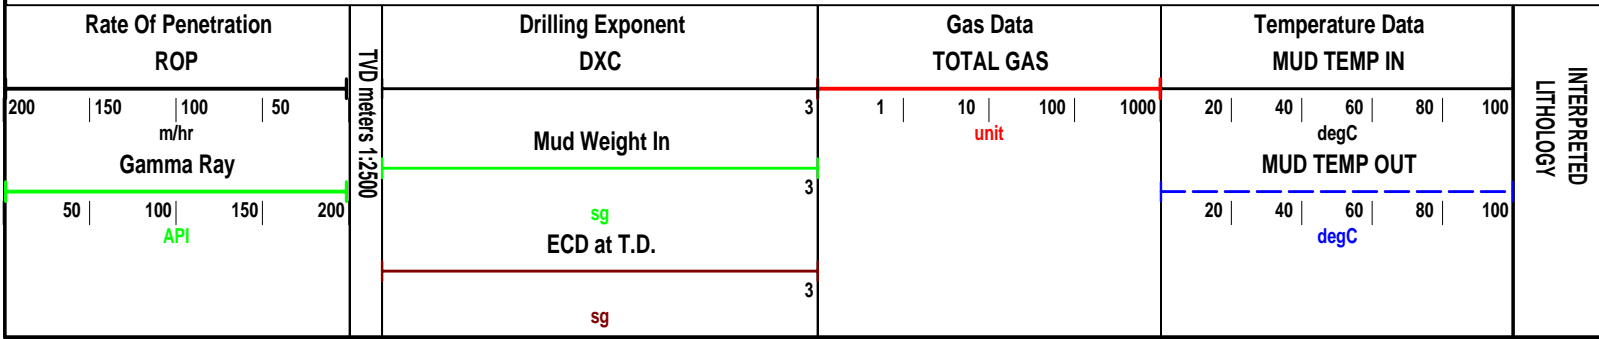 Rate Of Penetration
ROP
200 150 100 50
m/hr
Gamma Ray
50 100 150 200
API
TVD meters 1:2500
Drilling Exponent
DXC
3
Mud Weight In
3
sg
ECD at T.D.
3
sg
Gas Data
TOTAL GAS
1 10 100 1000
unit
Temperature Data
MUD TEMP IN
20 40 60 80 100
degC
MUD TEMP OUT
20 40 60 80 100
degC
INTERPRETED
LITHOLOGY